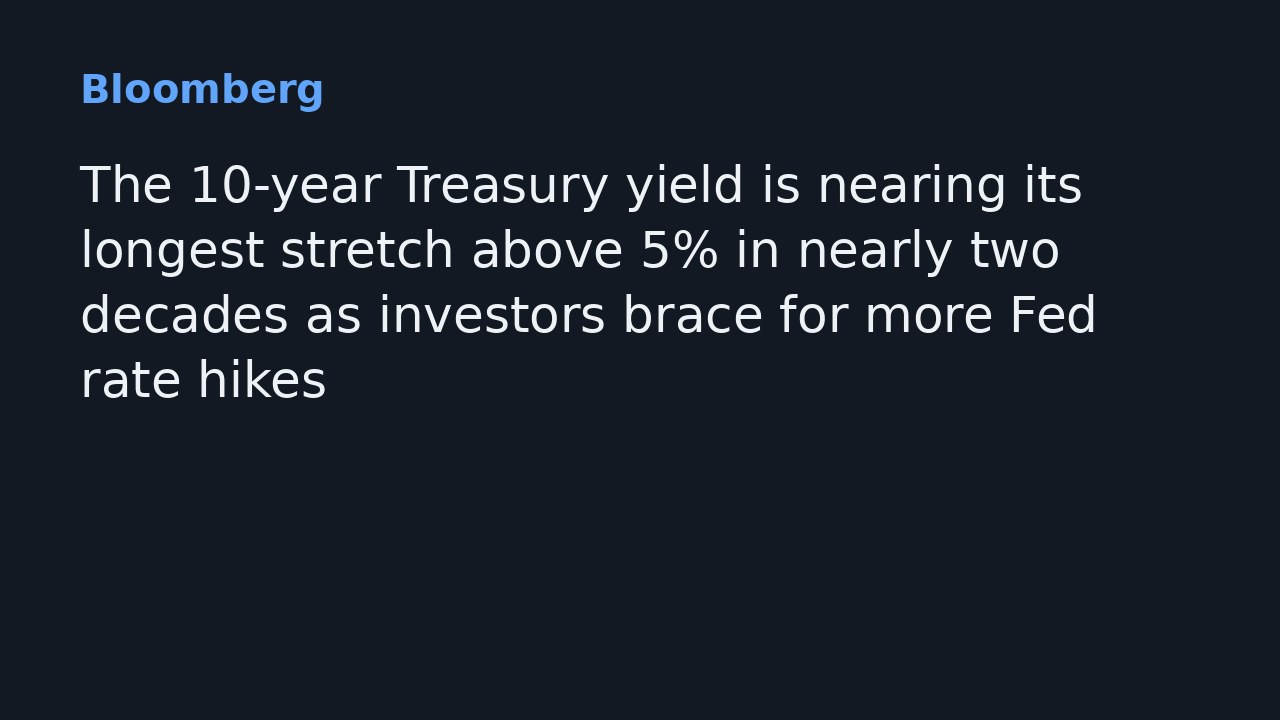 Bloomberg
The 10-year Treasury yield is nearing its
longest stretch above 5% in nearly two
decades as investors brace for more Fed
rate hikes